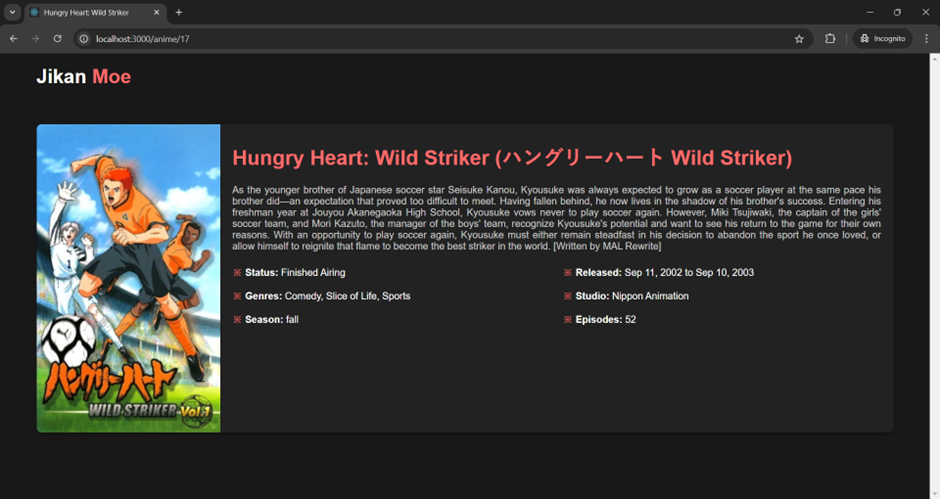 Hungry Heart: Wild Striker
localhost:3000/anime/17
Incognito
Jikan Moe
Hungry Heart: Wild Striker (ハングリーハート Wild Striker)
As the younger brother of Japanese soccer star Seisuke Kanou, Kyousuke was always expected to grow as a soccer player at the same pace his
brother did—an expectation that proved too difficult to meet. Having fallen behind, he now lives in the shadow of his brother's success. Entering his
freshman year at Jouyou Akanegaoka High School, Kyousuke vows never to play soccer again. However, Miki Tsujiwaki, the captain of the girls'
soccer team, and Mori Kazuto, the manager of the boys' team, recognize Kyousuke's potential and want to see his return to the game for their own
reasons. With an opportunity to play soccer again, Kyousuke must either remain steadfast in his decision to abandon the sport he once loved, or
allow himself to reignite that flame to become the best striker in the world. [Written by MAL Rewrite]
※ Status: Finished Airing
※ Released: Sep 11, 2002 to Sep 10, 2003
※ Genres: Comedy, Slice of Life, Sports
※ Studio: Nippon Animation
※ Season: fall
※ Episodes: 52
ハングリーハート
WILD STRIKER Vol.1